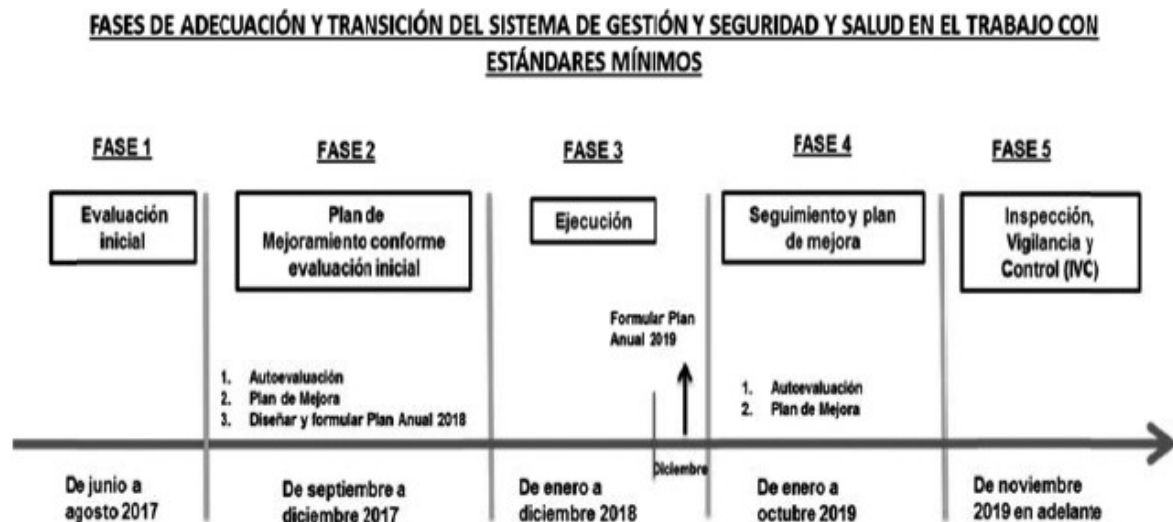 FASES DE ADECUACIÓN Y TRANSICIÓN DEL SISTEMA DE GESTIÓN Y SEGURIDAD Y SALUD EN EL TRABAJO CON
ESTÁNDARES MÍNIMOS
FASE 1
Evaluación
inicial
De junio a
agosto 2017
FASE 2
Plan de
Mejoramiento conforme
evaluación inicial
1. Autoevaluación
2. Plan de Mejora
3. Diseñar y formular Plan Anual 2018
De septiembre a
diciembre 2017
FASE 3
Ejecución
Formular Plan
Anual 2019
Diciembre
De enero a
diciembre 2018
FASE 4
Seguimiento y plan
de mejora
1. Autoevaluación
2. Plan de Mejora
De enero a
octubre 2019
FASE 5
Inspección,
Vigilancia y
Control (IVC)
De noviembre
2019 en adelante